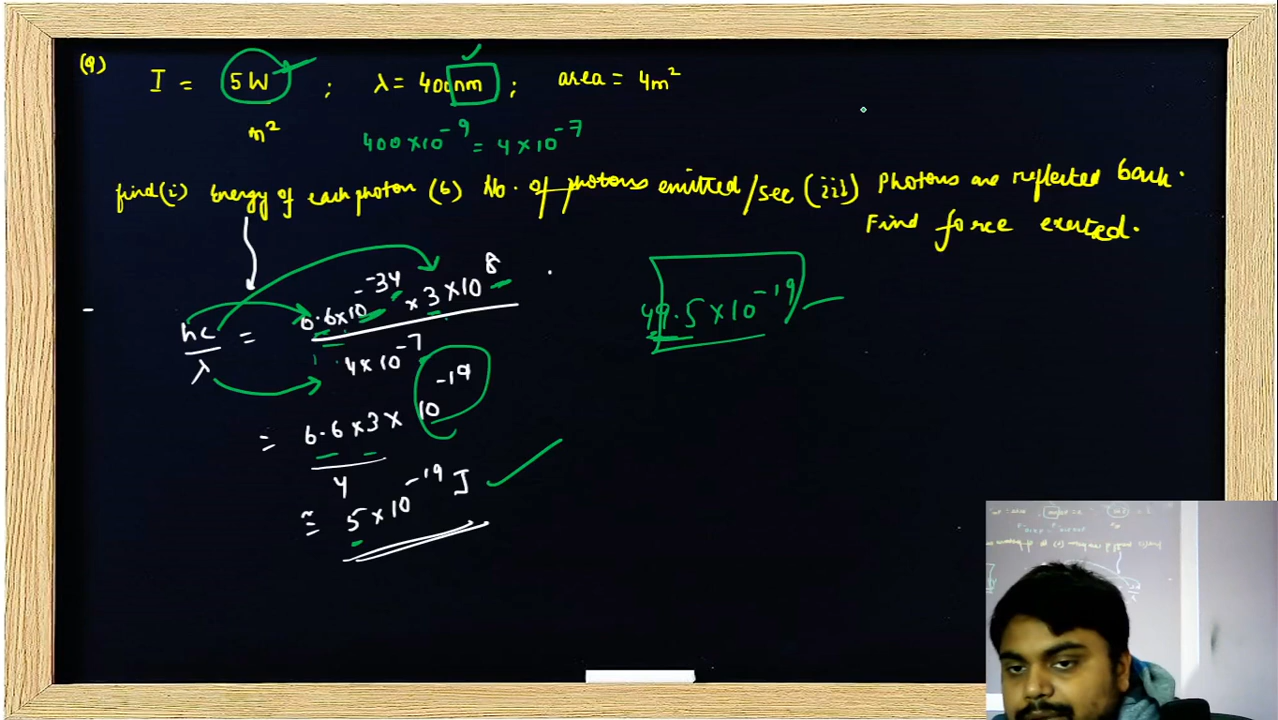 (Q) I = 5W/m² ; λ = 400nm ; area = 4m²
400×10⁻⁹ = 4×10⁻⁷
find (i) Energy of each photon (b) No. of photons emitted/sec (iii) Photons are reflected back.
Find force exerted.
hc/λ = 6.6×10⁻³⁴ × 3×10⁸ / 4×10⁻⁷
49.5×10⁻¹⁹
= 6.6×3×10⁻¹⁹ / 4
≅ 5×10⁻¹⁹ J